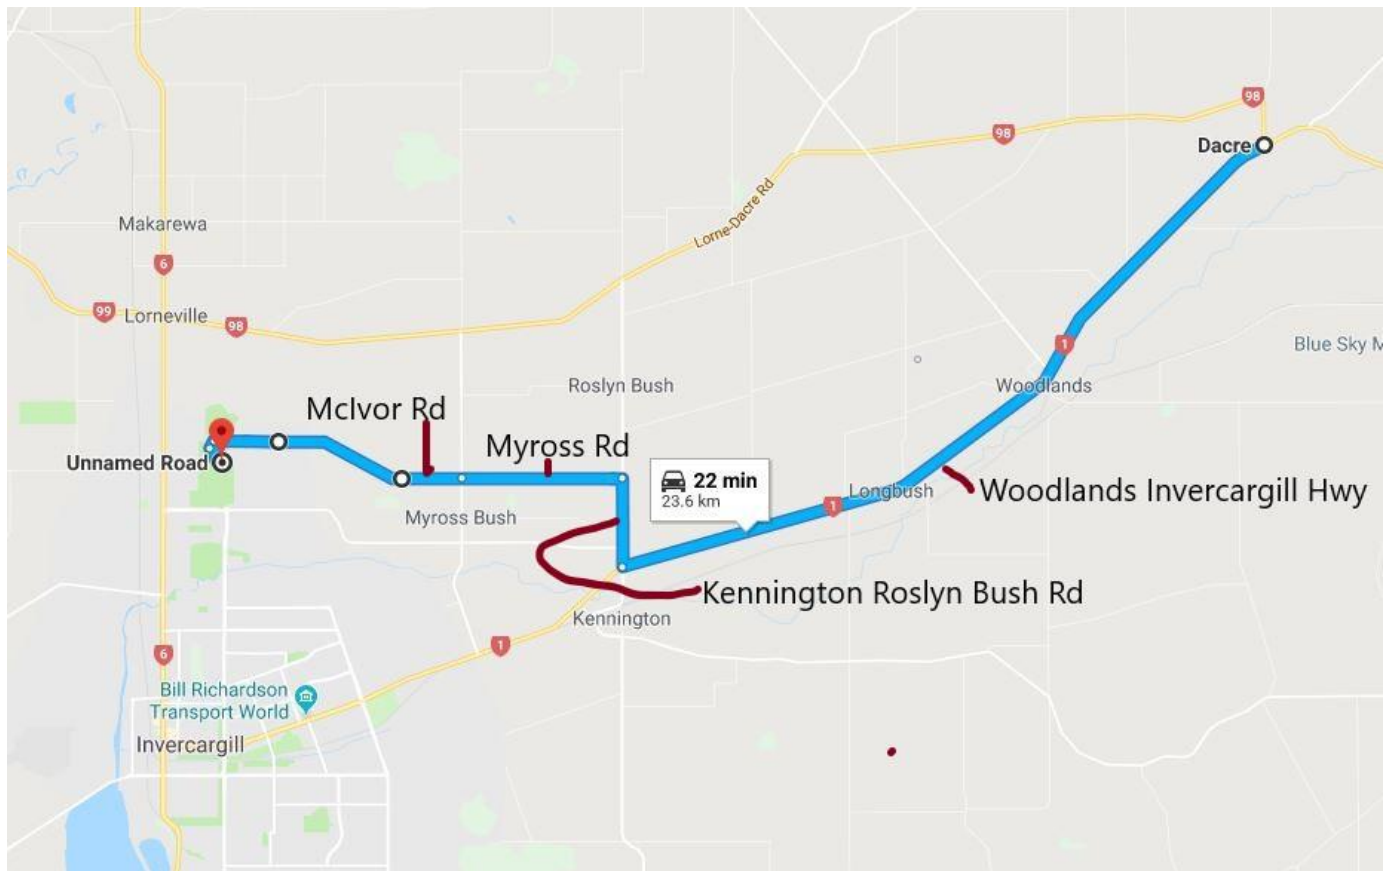 98
98
Dacre
Lorne-Dacre Rd
Makarewa
6
99
Lorneville
98
1
Blue Sky M
Roslyn Bush
Woodlands
McIvor Rd
Myross Rd
Unnamed Road
22 min
23.6 km
Longbush
1
Woodlands Invercargill Hwy
Myross Bush
Kennington Roslyn Bush Rd
Kennington
1
6
Bill Richardson
Transport World
Invercargill